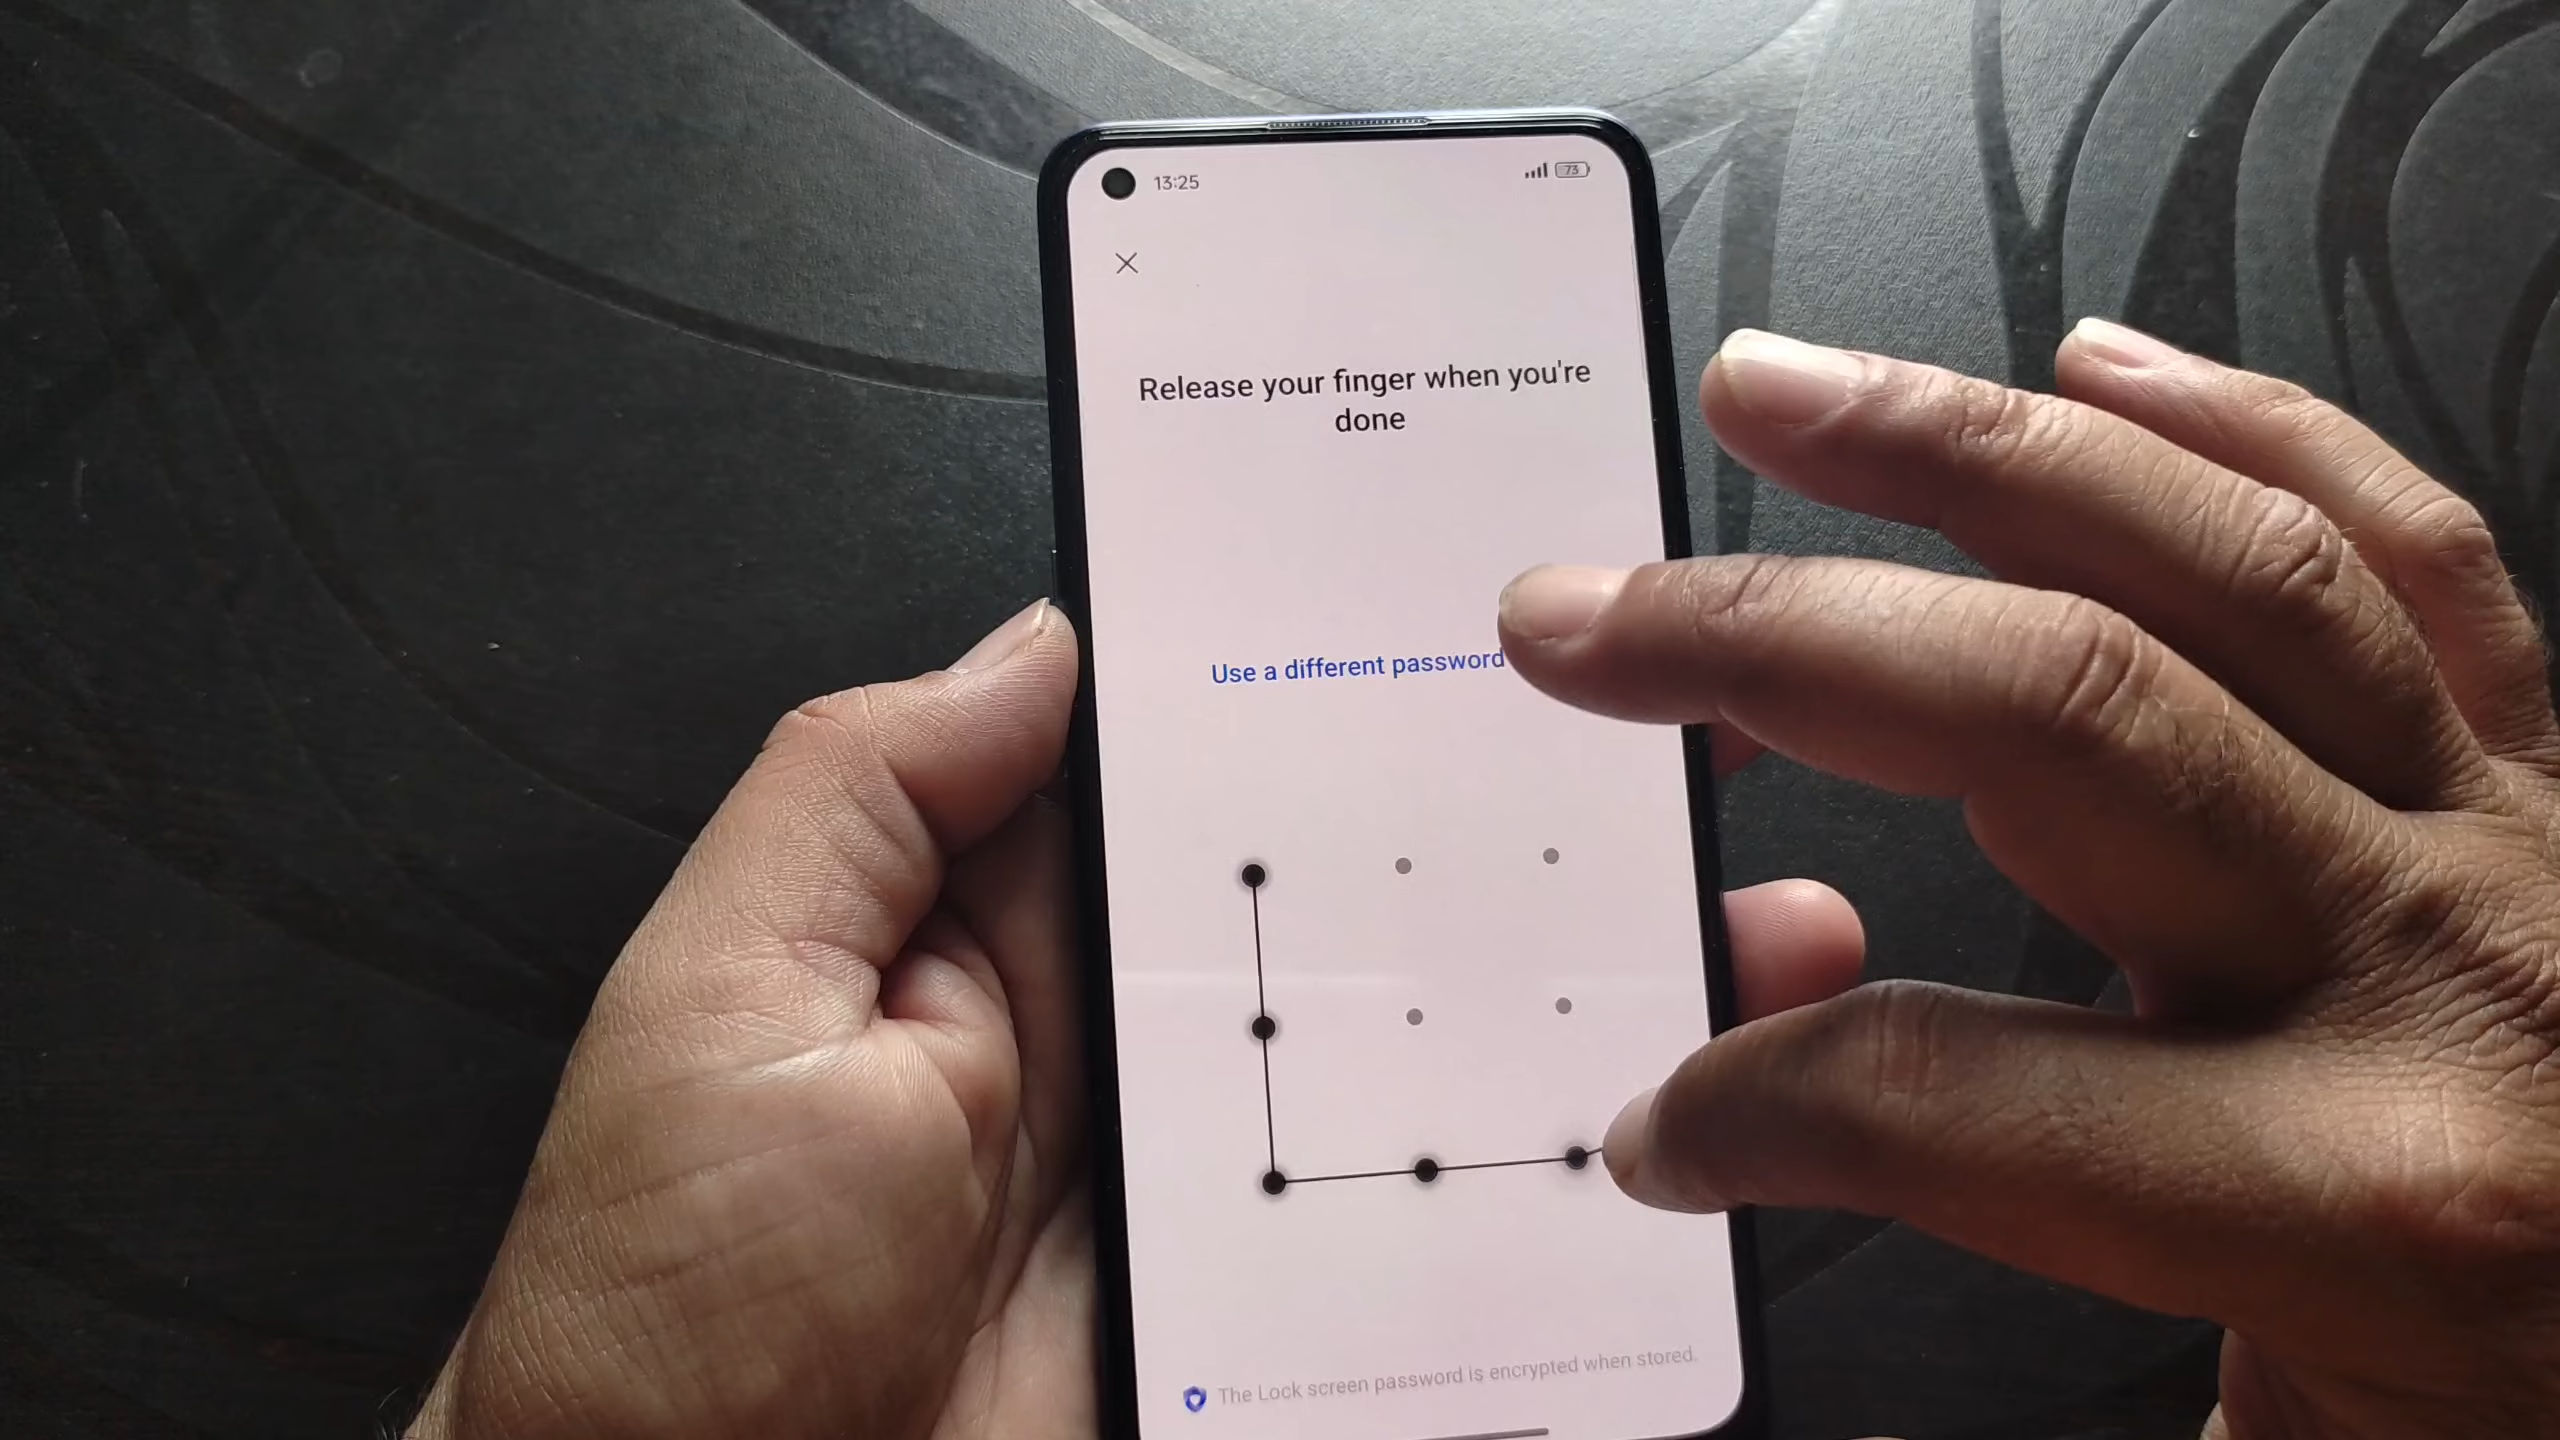 13:25
73
Release your finger when you're
done
Use a different password
The Lock screen password is encrypted when stored.